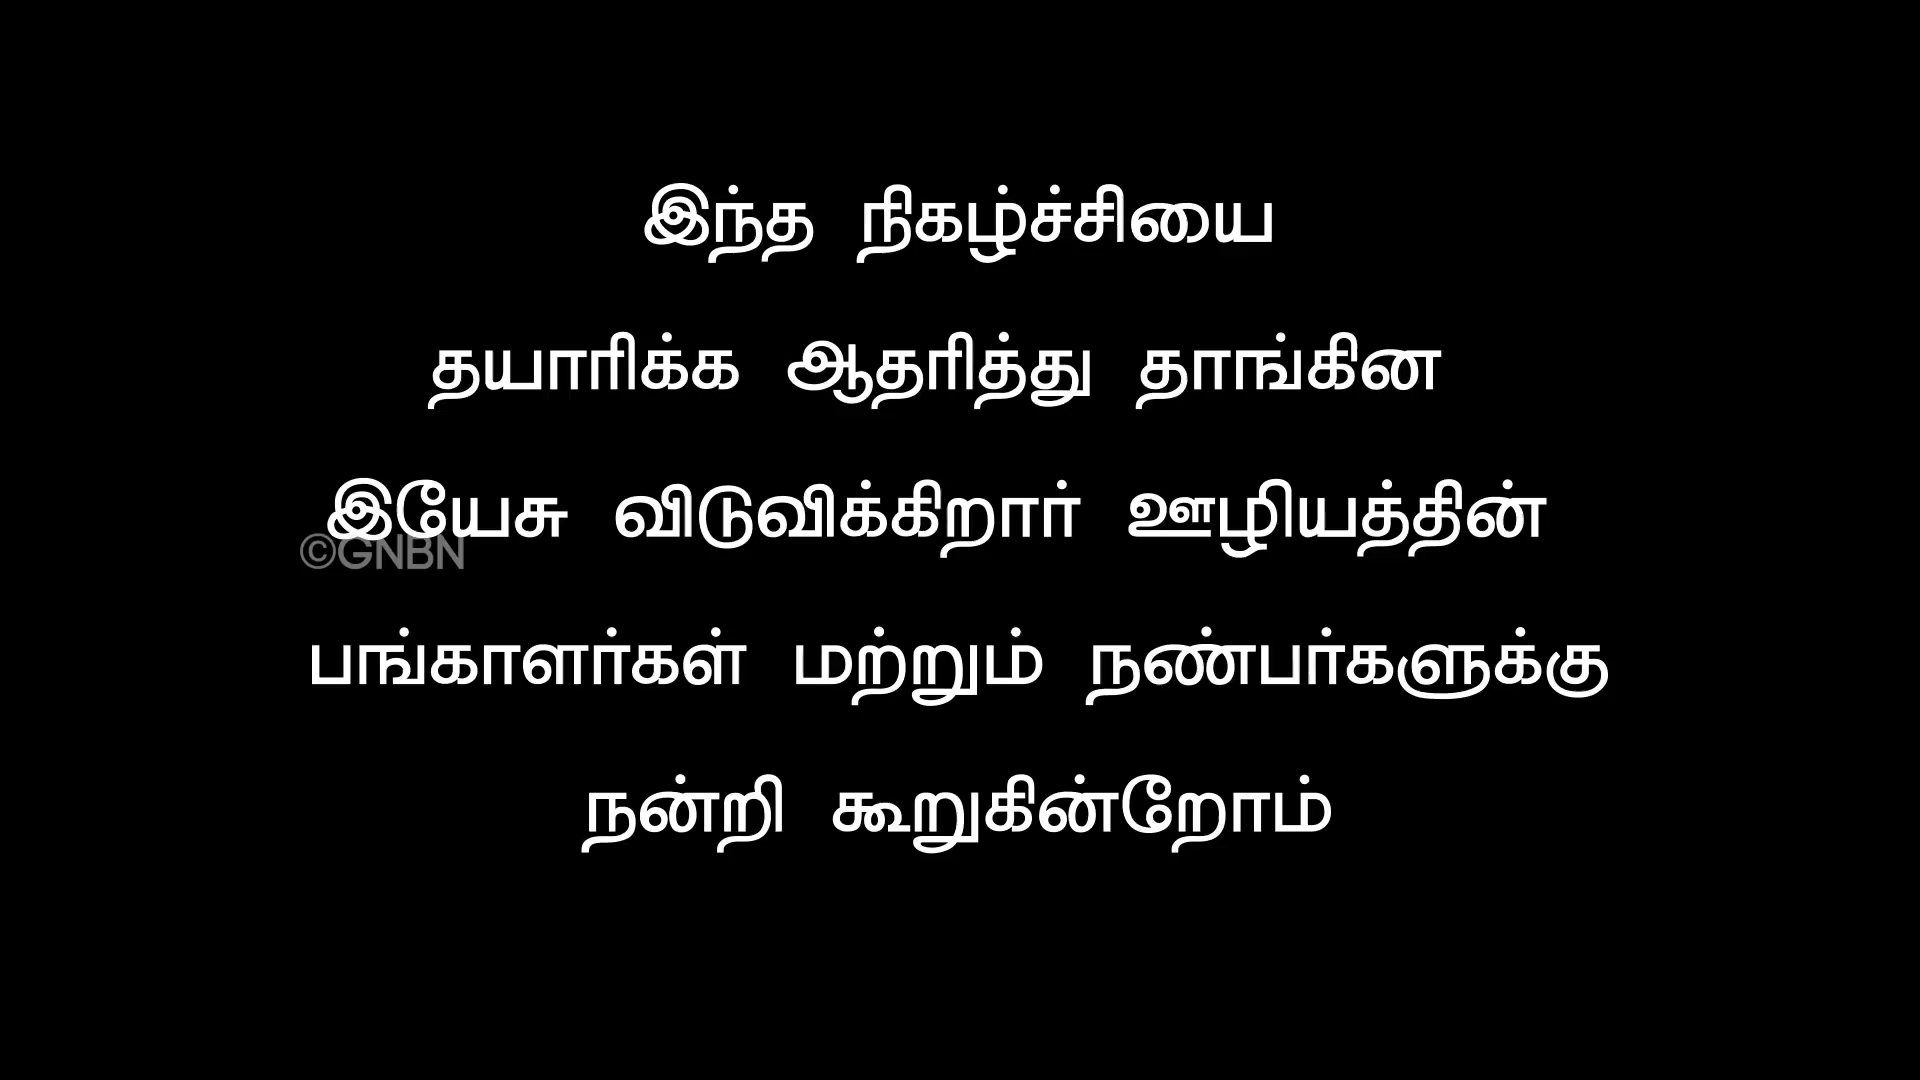 இந்த நிகழ்ச்சியை
தயாரிக்க ஆதரித்து தாங்கின
இயேசு விடுவிக்கிறார் ஊழியத்தின்
©GNBN
பங்காளர்கள் மற்றும் நண்பர்களுக்கு
நன்றி கூறுகின்றோம்